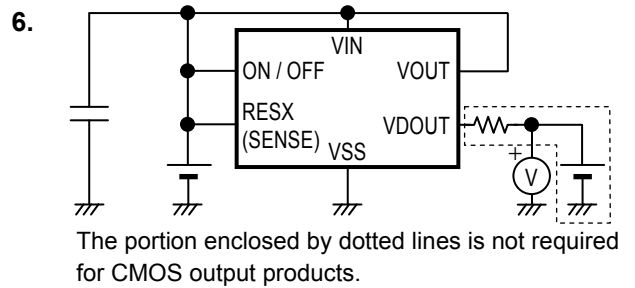 6.
VIN
ON / OFF
VOUT
RESX
(SENSE)
VDOUT
VSS
+
V
The portion enclosed by dotted lines is not required
for CMOS output products.